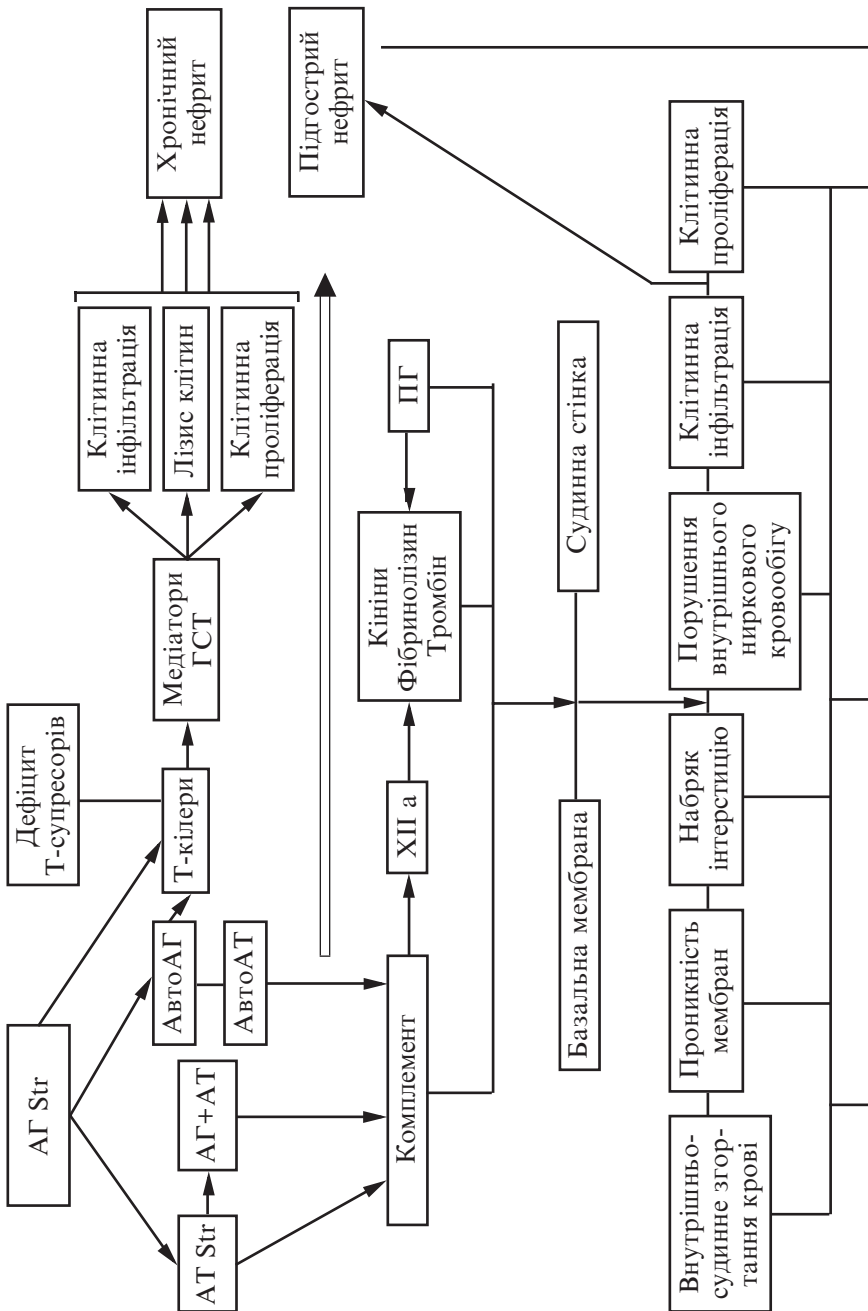 АГ Str
Дефіцит
Т-супресорів
АТ Str
АГ+АТ
АвтоАГ
АвтоАТ
Т-кілери
Медіатори
ГСТ
Клітинна
інфільтрація
Лізис клітин
Клітинна
проліферація
Хронічний
нефрит
Комплемент
XII а
Кініни
Фібринолізин
Тромбін
ПГ
Підгострий
нефрит
Базальна мембрана
Судинна стінка
Внутрішньо-
судинне згор-
тання крові
Проникність
мембран
Набряк
інтерстицію
Порушення
внутрішнього
ниркового
кровообігу
Клітинна
інфільтрація
Клітинна
проліферація